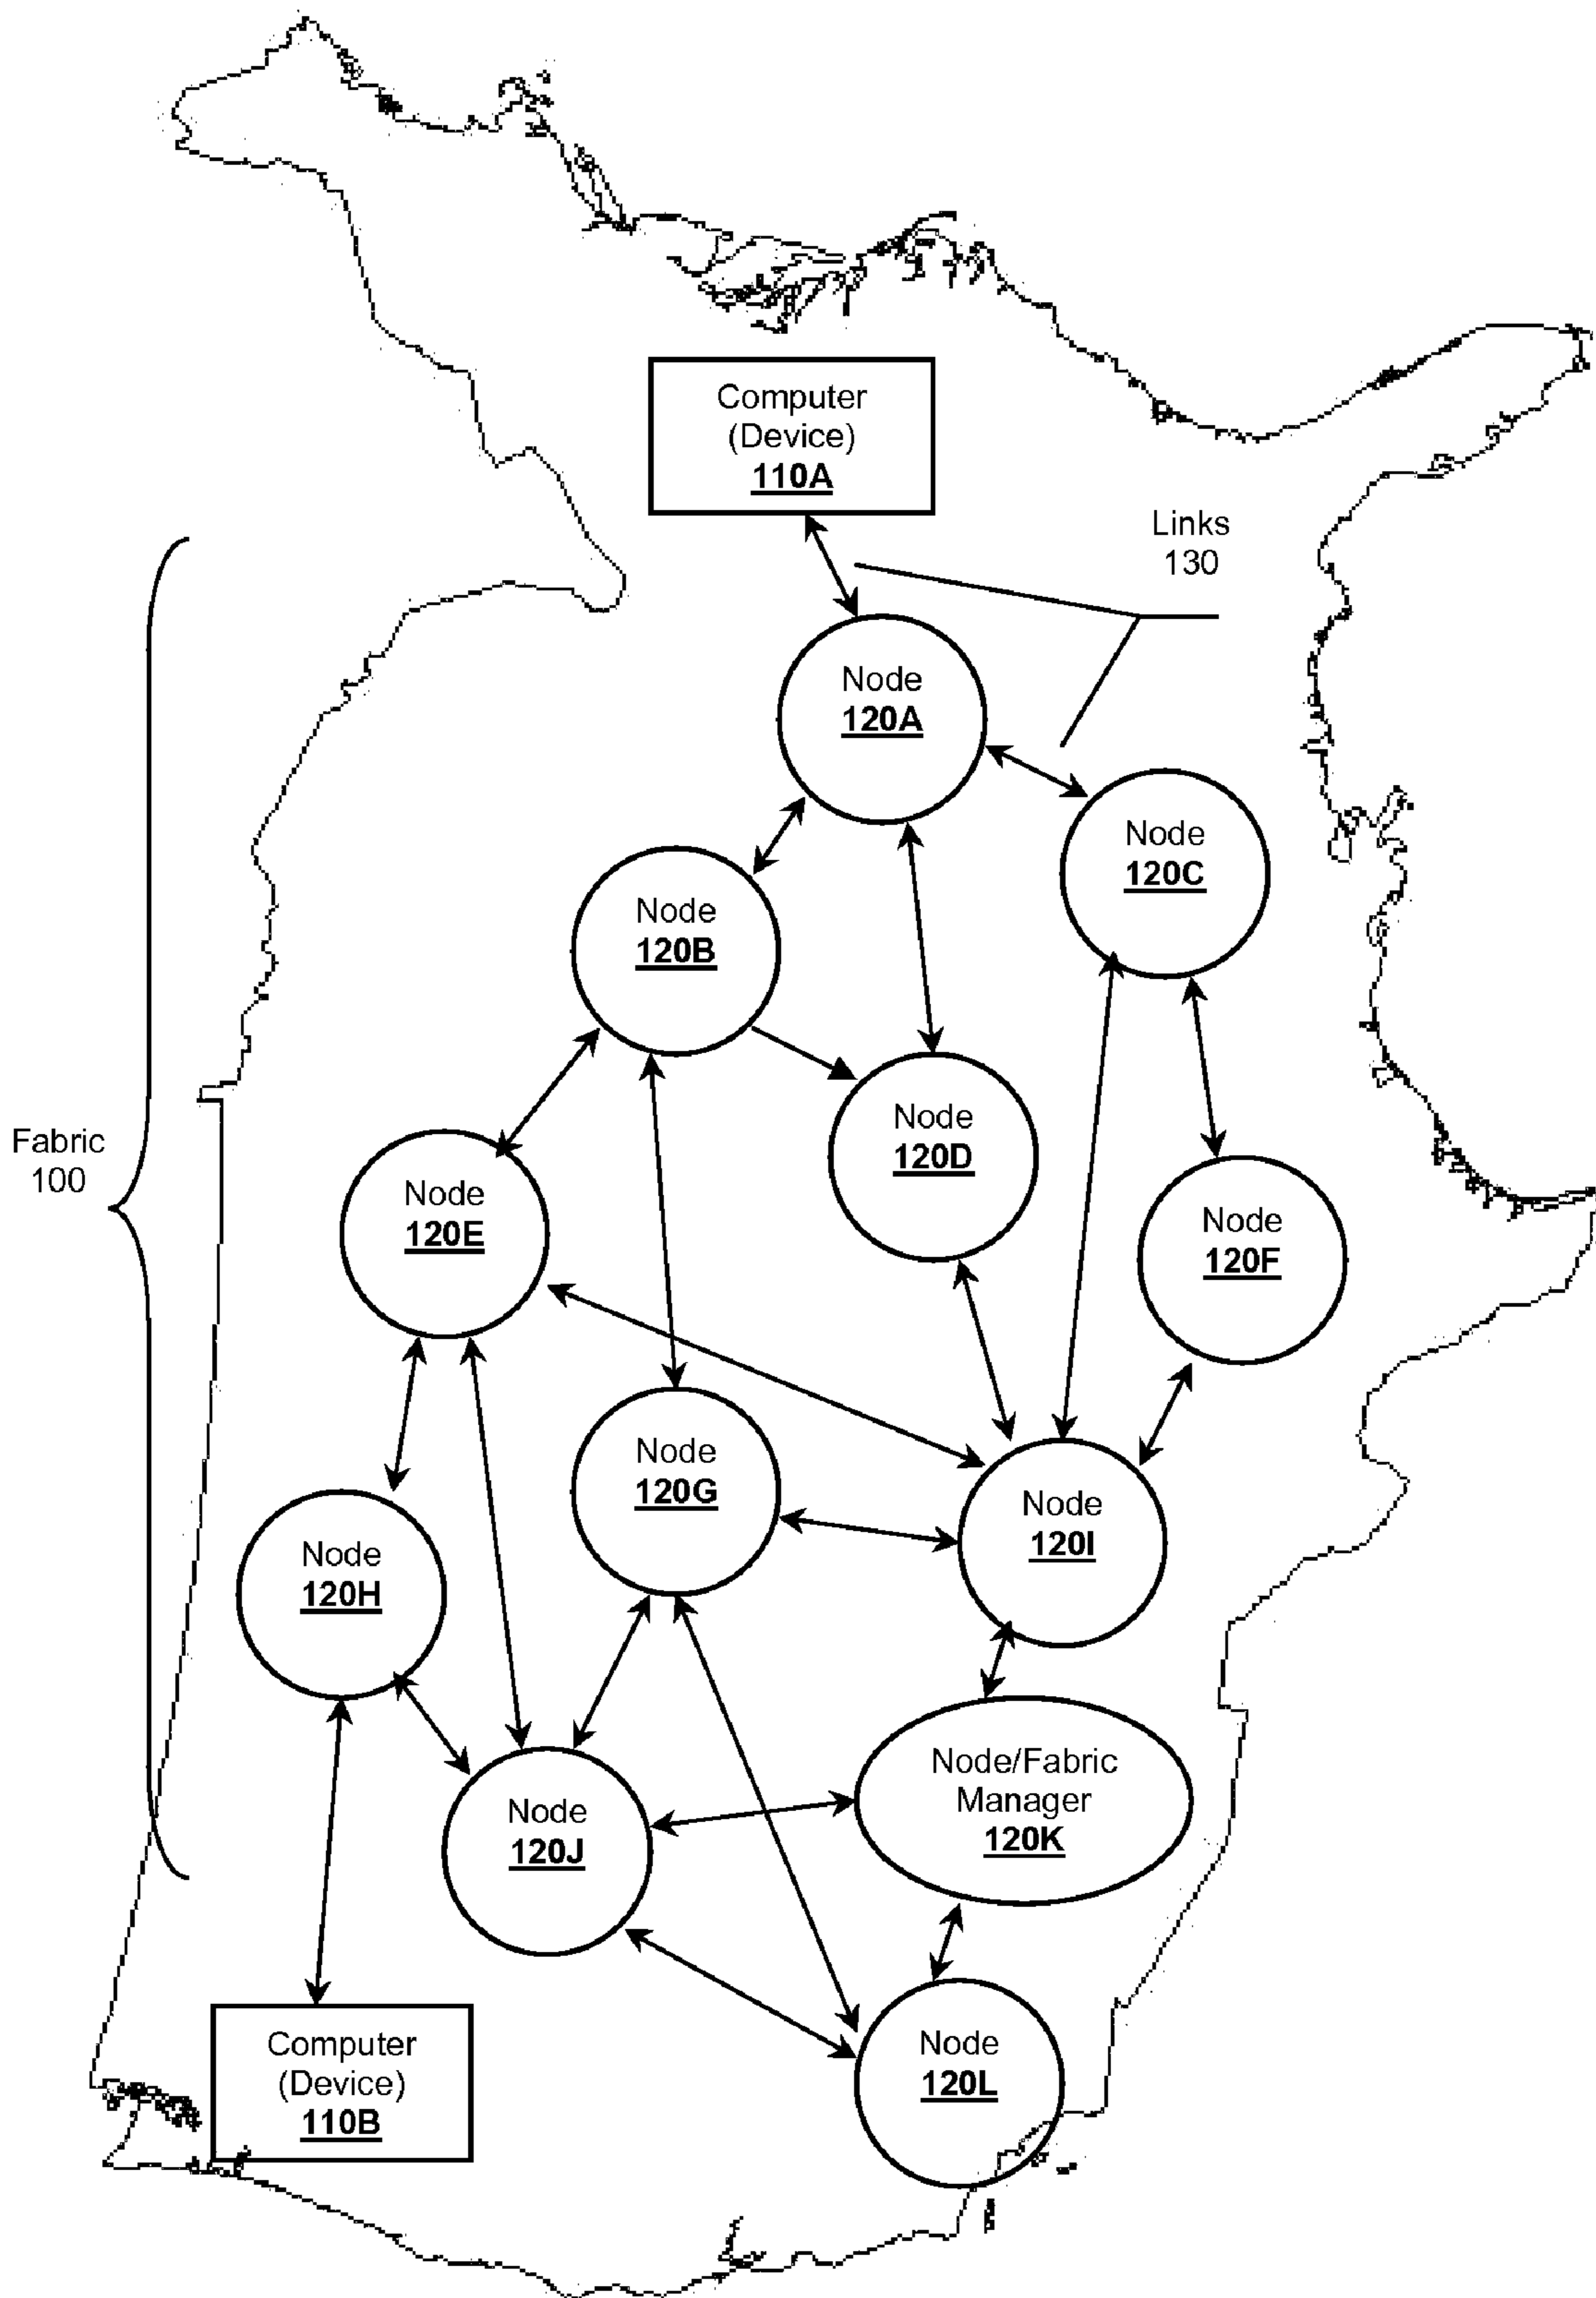 Computer
(Device)
110A
Links
130
Node
120A
Node
120C
Node
120B
Fabric
100
Node
120D
Node
120E
Node
120F
Node
120G
Node
120I
Node
120H
Node/Fabric
Manager
120K
Node
120J
Computer
(Device)
110B
Node
120L